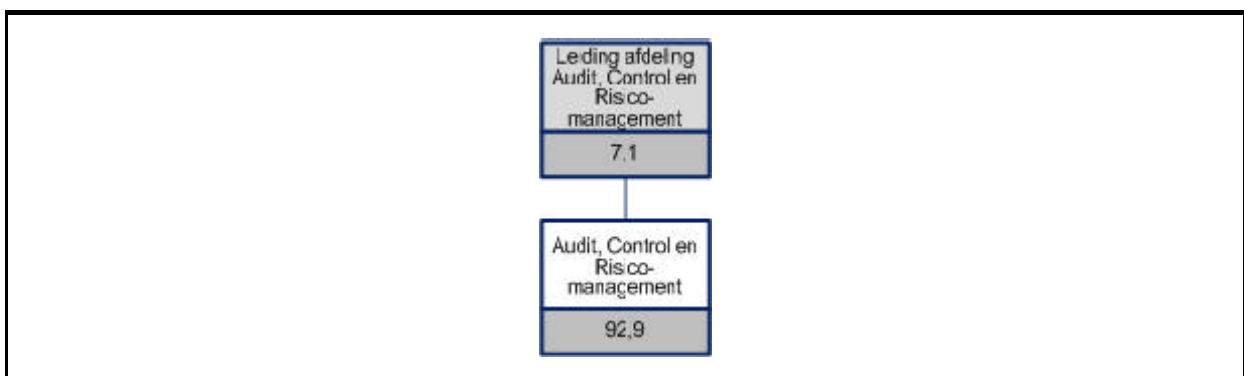 Leiding afdeling
Audit, Control en
Risico-
management
7,1
Audit, Control en
Risico-
management
92,9